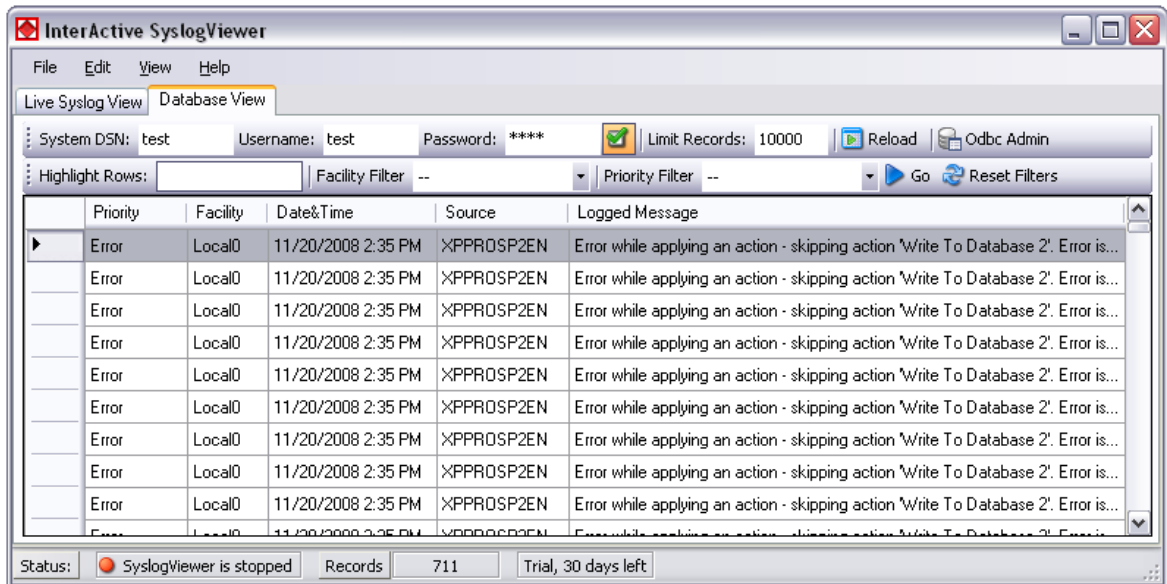 InterActive SyslogViewer
File Edit View Help
Live Syslog View Database View
System DSN: test Username: test Password: **** Limit Records: 10000 Reload Odbc Admin
Highlight Rows: Facility Filter -- Priority Filter -- Go Reset Filters
Priority Facility Date&Time Source Logged Message
Error Local0 11/20/2008 2:35 PM XPPROSP2EN Error while applying an action - skipping action 'Write To Database 2'. Error is...
Error Local0 11/20/2008 2:35 PM XPPROSP2EN Error while applying an action - skipping action 'Write To Database 2'. Error is...
Error Local0 11/20/2008 2:35 PM XPPROSP2EN Error while applying an action - skipping action 'Write To Database 2'. Error is...
Error Local0 11/20/2008 2:35 PM XPPROSP2EN Error while applying an action - skipping action 'Write To Database 2'. Error is...
Error Local0 11/20/2008 2:35 PM XPPROSP2EN Error while applying an action - skipping action 'Write To Database 2'. Error is...
Error Local0 11/20/2008 2:35 PM XPPROSP2EN Error while applying an action - skipping action 'Write To Database 2'. Error is...
Error Local0 11/20/2008 2:35 PM XPPROSP2EN Error while applying an action - skipping action 'Write To Database 2'. Error is...
Error Local0 11/20/2008 2:35 PM XPPROSP2EN Error while applying an action - skipping action 'Write To Database 2'. Error is...
Error Local0 11/20/2008 2:35 PM XPPROSP2EN Error while applying an action - skipping action 'Write To Database 2'. Error is...
Status: SyslogViewer is stopped Records 711 Trial, 30 days left